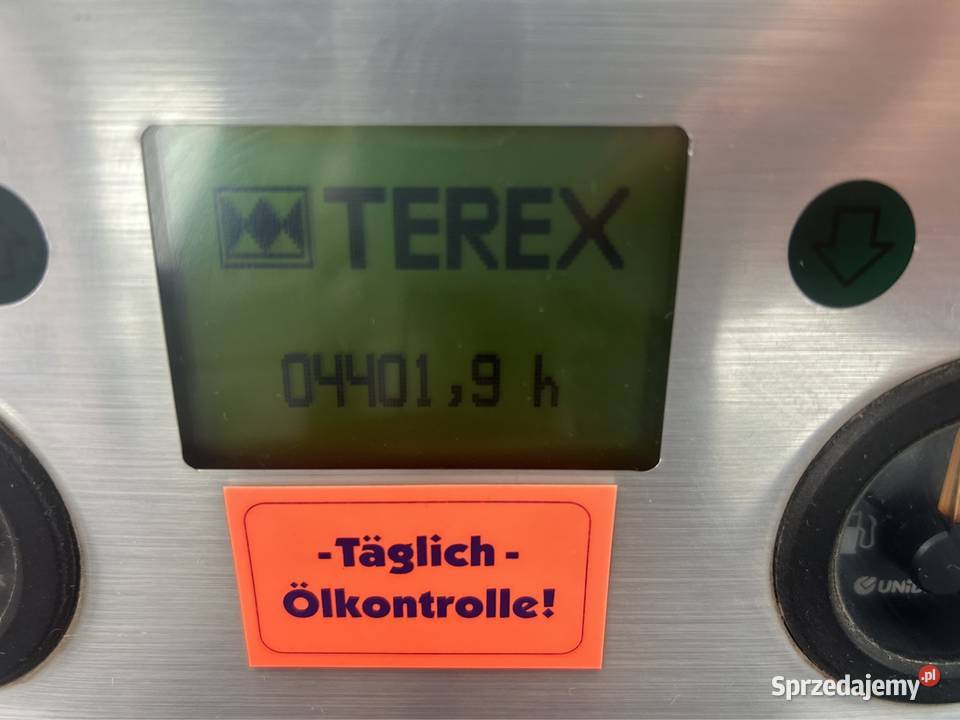 TEREX
04401,9 h
-Täglich-
Ölkontrolle!
Sprzedajemy.pl